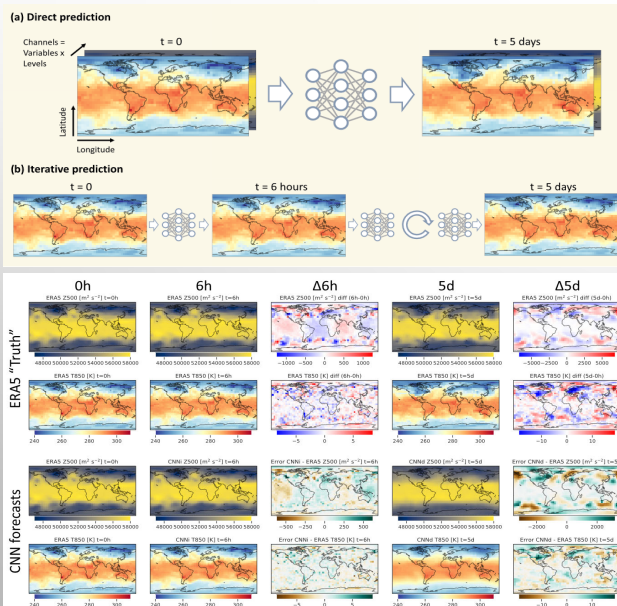 (a) Direct prediction
Channels =
Variables x
Levels
t = 0
t = 5 days
Latitude
Longitude
(b) Iterative prediction
t = 0
t = 6 hours
t = 5 days
0h
6h
Δ6h
5d
Δ5d
ERA5 "Truth"
ERA5 Z500 [m² s⁻²] t=0h
ERA5 Z500 [m² s⁻²] t=6h
ERA5 Z500 [m² s⁻²] diff (6h-0h)
ERA5 Z500 [m² s⁻²] t=5d
ERA5 Z500 [m² s⁻²] diff (5d-0h)
48000 50000 52000 54000 56000 58000
48000 50000 52000 54000 56000 58000
−1000 −500 0 500 1000
48000 50000 52000 54000 56000 58000
−5000 −2500 0 2500
ERA5 T850 [K] t=0h
ERA5 T850 [K] t=6h
ERA5 T850 [K] diff (6h-0h)
ERA5 T850 [K] t=5d
ERA5 T850 [K] diff (5d-0h)
240 260 280 300
240 260 280 300
−5 0 5
240 260 280 300
−10 0 10
CNN forecasts
ERA5 Z500 [m² s⁻²] t=0h
CNNi Z500 [m² s⁻²] t=6h
Error CNNi - ERA5 Z500 [m² s⁻²] t=6h
CNNd Z500 [m² s⁻²] t=5d
Error CNNd - ERA5 Z500 [m² s⁻²] t=5
48000 50000 52000 54000 56000 58000
48000 50000 52000 54000 56000 58000
−500 −250 0 250 500
48000 50000 52000 54000 56000 58000
−2000 0 2000
ERA5 T850 [K] t=0h
CNNi T850 [K] t=6h
Error CNNi - ERA5 T850 [K] t=6h
CNNd T850 [K] t=5d
Error CNNd - ERA5 T850 [K] t=5d
240 260 280 300
240 260 280 300
−5 0 5
240 260 280 300
−10 0 10